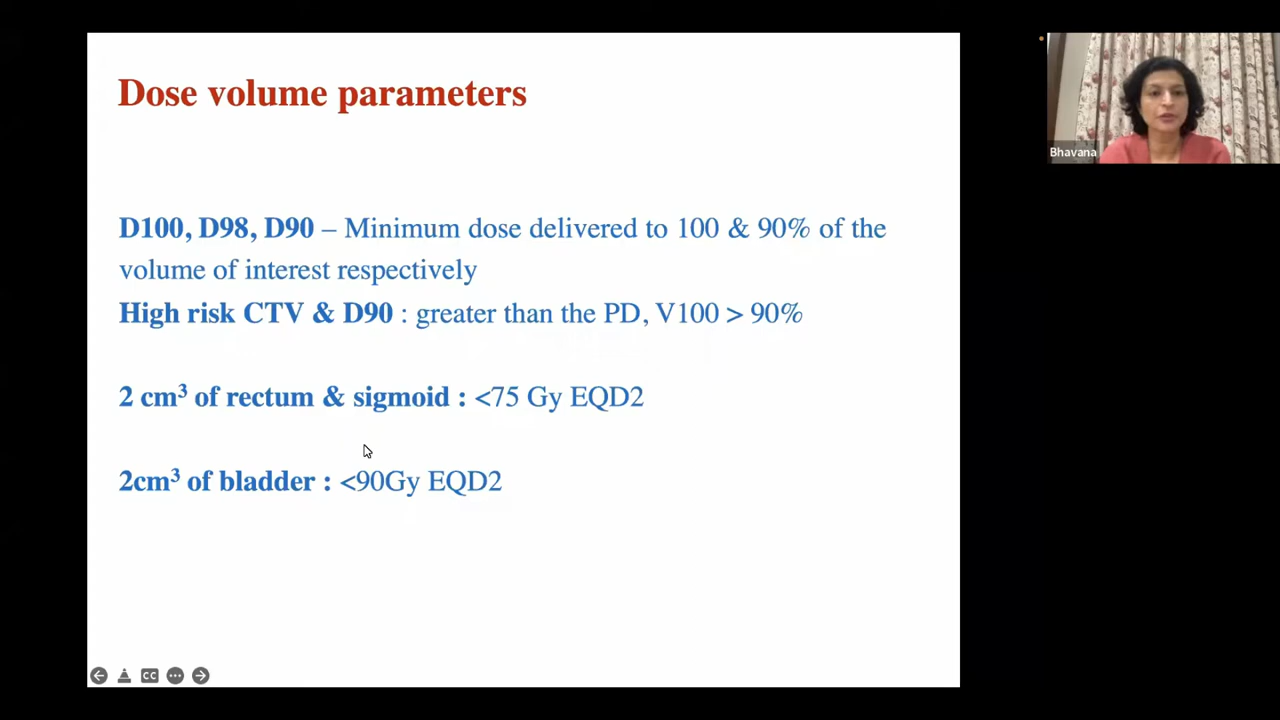 Dose volume parameters
D100, D98, D90 – Minimum dose delivered to 100 & 90% of the
volume of interest respectively
High risk CTV & D90 : greater than the PD, V100 > 90%
2 cm³ of rectum & sigmoid : <75 Gy EQD2
2cm³ of bladder : <90Gy EQD2
Bhavana
CC